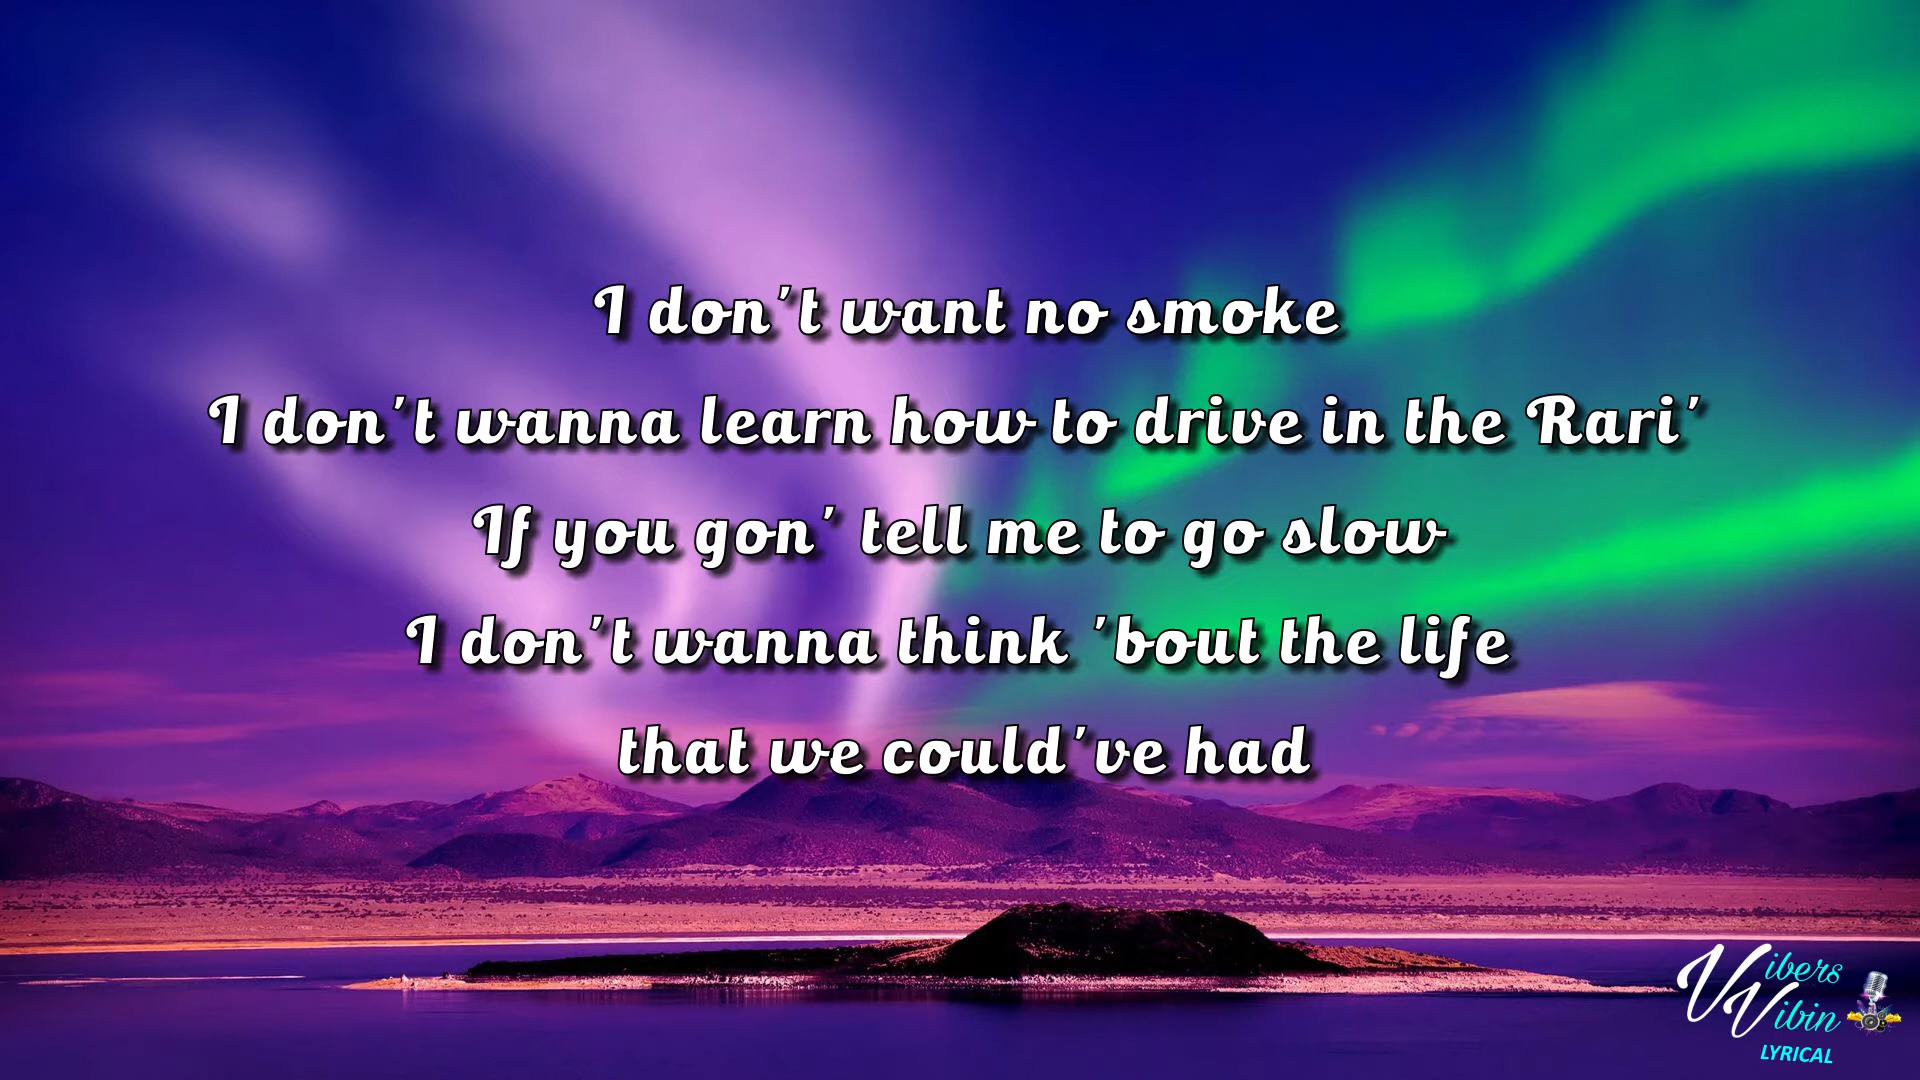 I don't want no smoke
I don't wanna learn how to drive in the Rari'
If you gon' tell me to go slow
I don't wanna think 'bout the life
that we could've had
Vibers
Vibin
LYRICAL